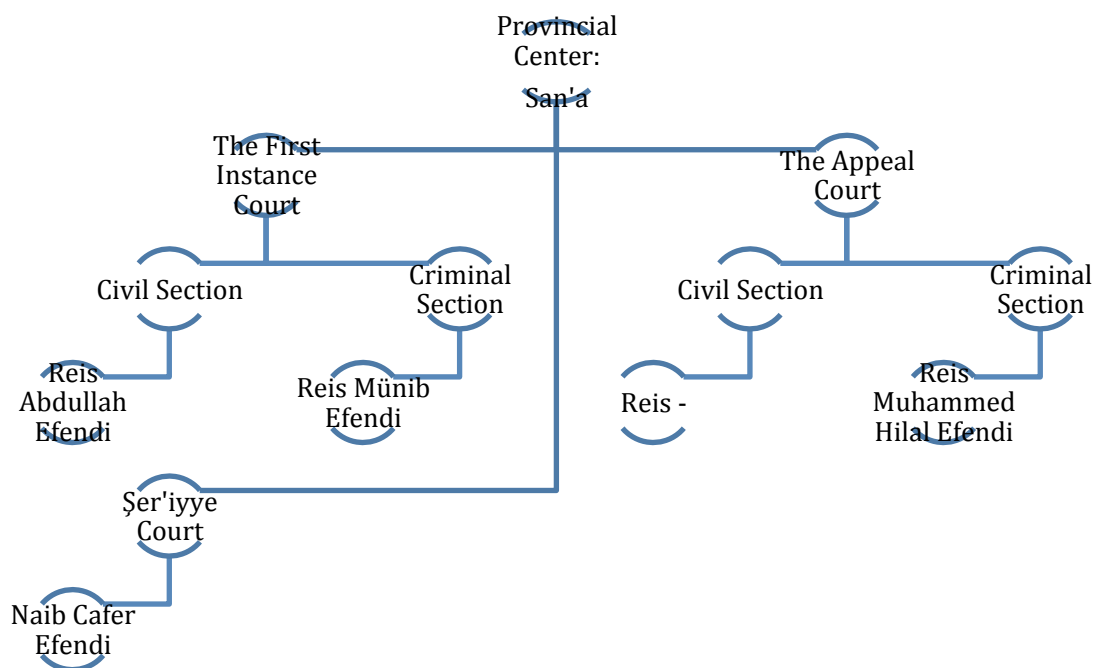 Provincial
Center:
San'a
The First
Instance
Court
The Appeal
Court
Civil Section
Criminal
Section
Civil Section
Criminal
Section
Reis
Abdullah
Efendi
Reis Münib
Efendi
Reis -
Reis
Muhammed
Hilal Efendi
Şer'iyye
Court
Naib Cafer
Efendi